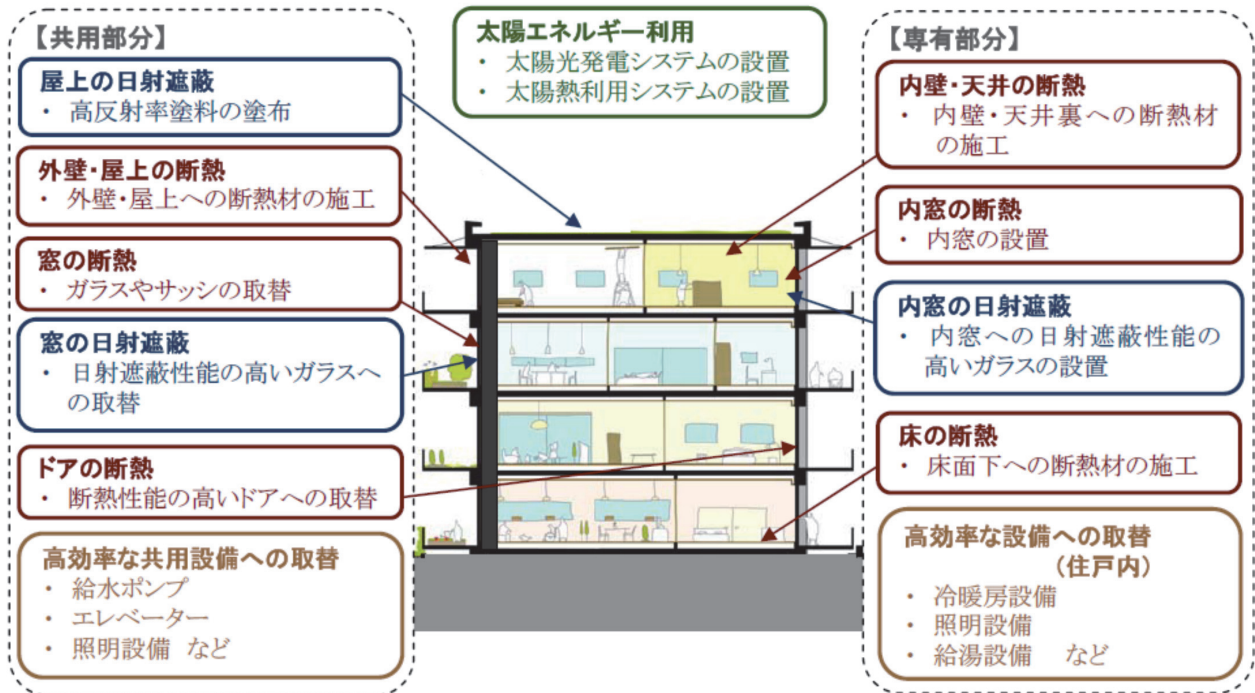 【共用部分】
屋上の日射遮蔽
・ 高反射率塗料の塗布
外壁・屋上の断熱
・ 外壁・屋上への断熱材の施工
窓の断熱
・ ガラスやサッシの取替
窓の日射遮蔽
・ 日射遮蔽性能の高いガラスへ
の取替
ドアの断熱
・ 断熱性能の高いドアへの取替
高効率な共用設備への取替
・ 給水ポンプ
・ エレベーター
・ 照明設備 など
太陽エネルギー利用
・ 太陽光発電システムの設置
・ 太陽熱利用システムの設置
【専有部分】
内壁・天井の断熱
・ 内壁・天井裏への断熱材
の施工
内窓の断熱
・ 内窓の設置
内窓の日射遮蔽
・ 内窓への日射遮蔽性能の
高いガラスの設置
床の断熱
・ 床面下への断熱材の施工
高効率な設備への取替
(住戸内)
・ 冷暖房設備
・ 照明設備
・ 給湯設備 など